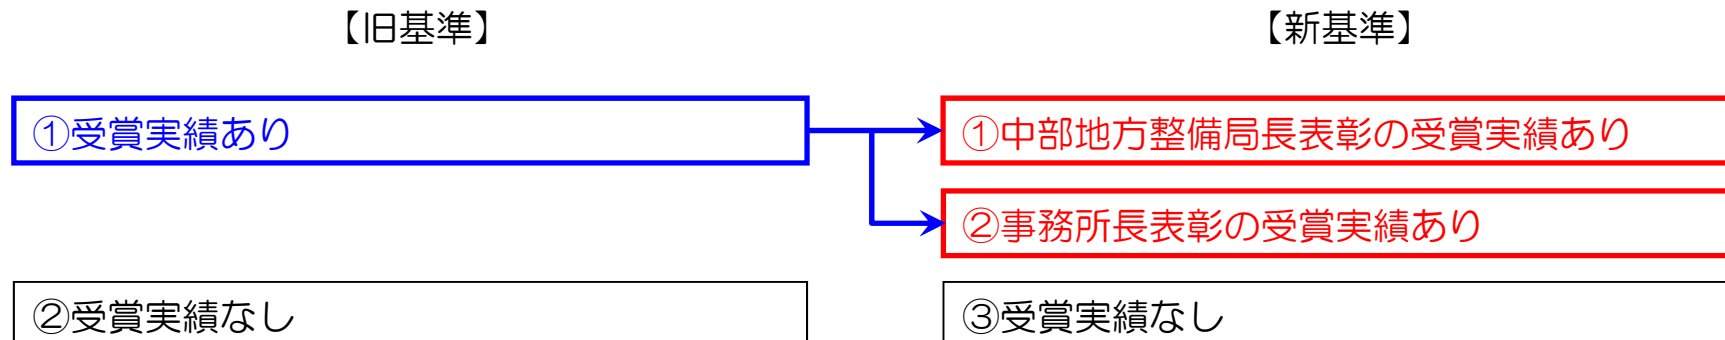 【旧基準】
【新基準】
①受賞実績あり
①中部地方整備局長表彰の受賞実績あり
②事務所長表彰の受賞実績あり
②受賞実績なし
③受賞実績なし